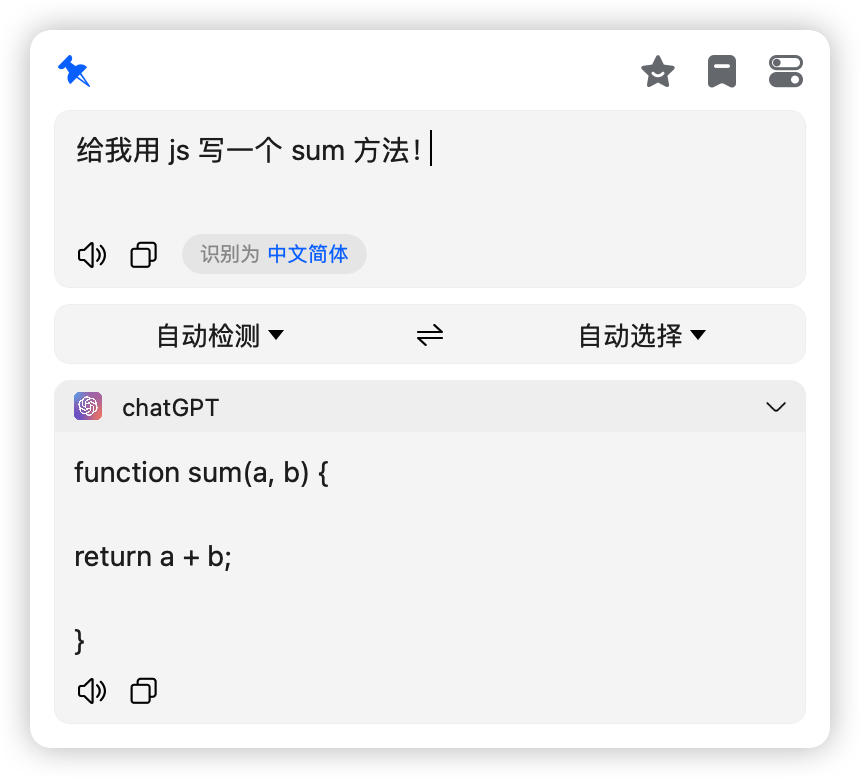 给我用 js 写一个 sum 方法！
识别为 中文简体
自动检测
自动选择
chatGPT
function sum(a, b) {
return a + b;
}